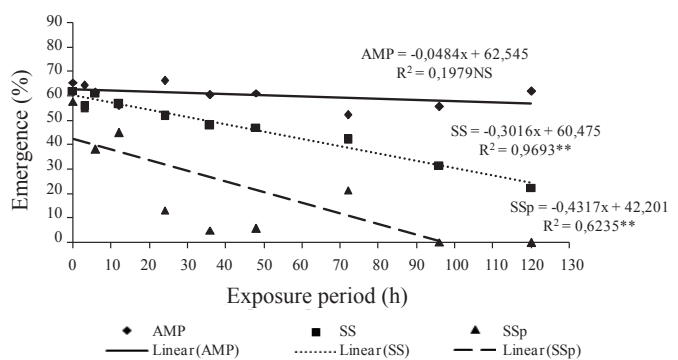 90
80
70
60
50
40
30
20
10
0
Emergence (%)
AMP = -0,0484x + 62,545
R² = 0,1979NS
SS = -0,3016x + 60,475
R² = 0,9693**
SSp = -0,4317x + 42,201
R² = 0,6235**
0 10 20 30 40 50 60 70 80 90 100 110 120 130
Exposure period (h)
AMP SS SSp
Linear(AMP) Linear(SS) Linear(SSp)